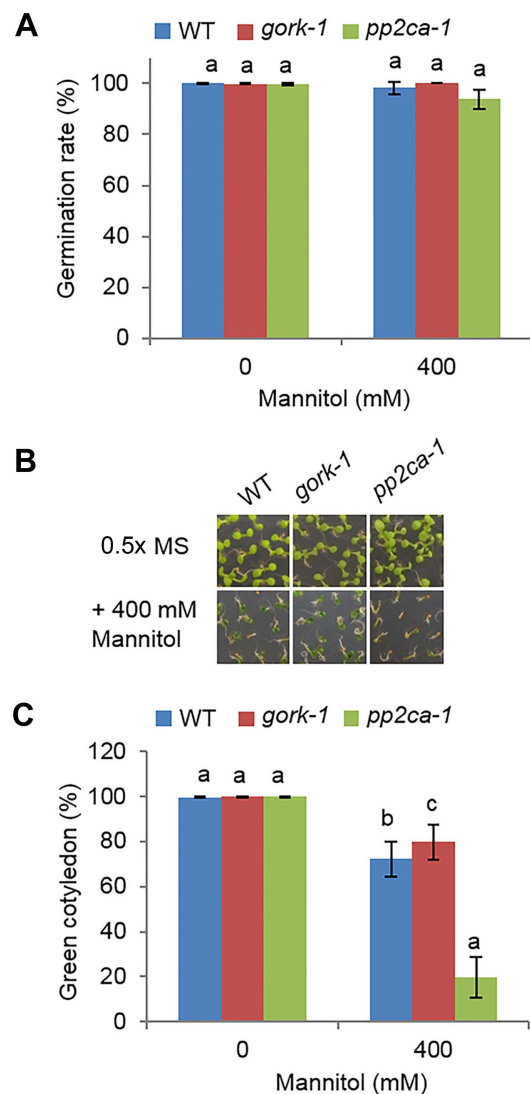 A
WT gork-1 pp2ca-1
Germination rate (%)
100
80
60
40
20
0
a a a a a a
0 400
Mannitol (mM)
B
WT gork-1 pp2ca-1
0.5x MS
+ 400 mM
Mannitol
C
WT gork-1 pp2ca-1
Green cotyledon (%)
120
100
80
60
40
20
0
a a a b c a
0 400
Mannitol (mM)